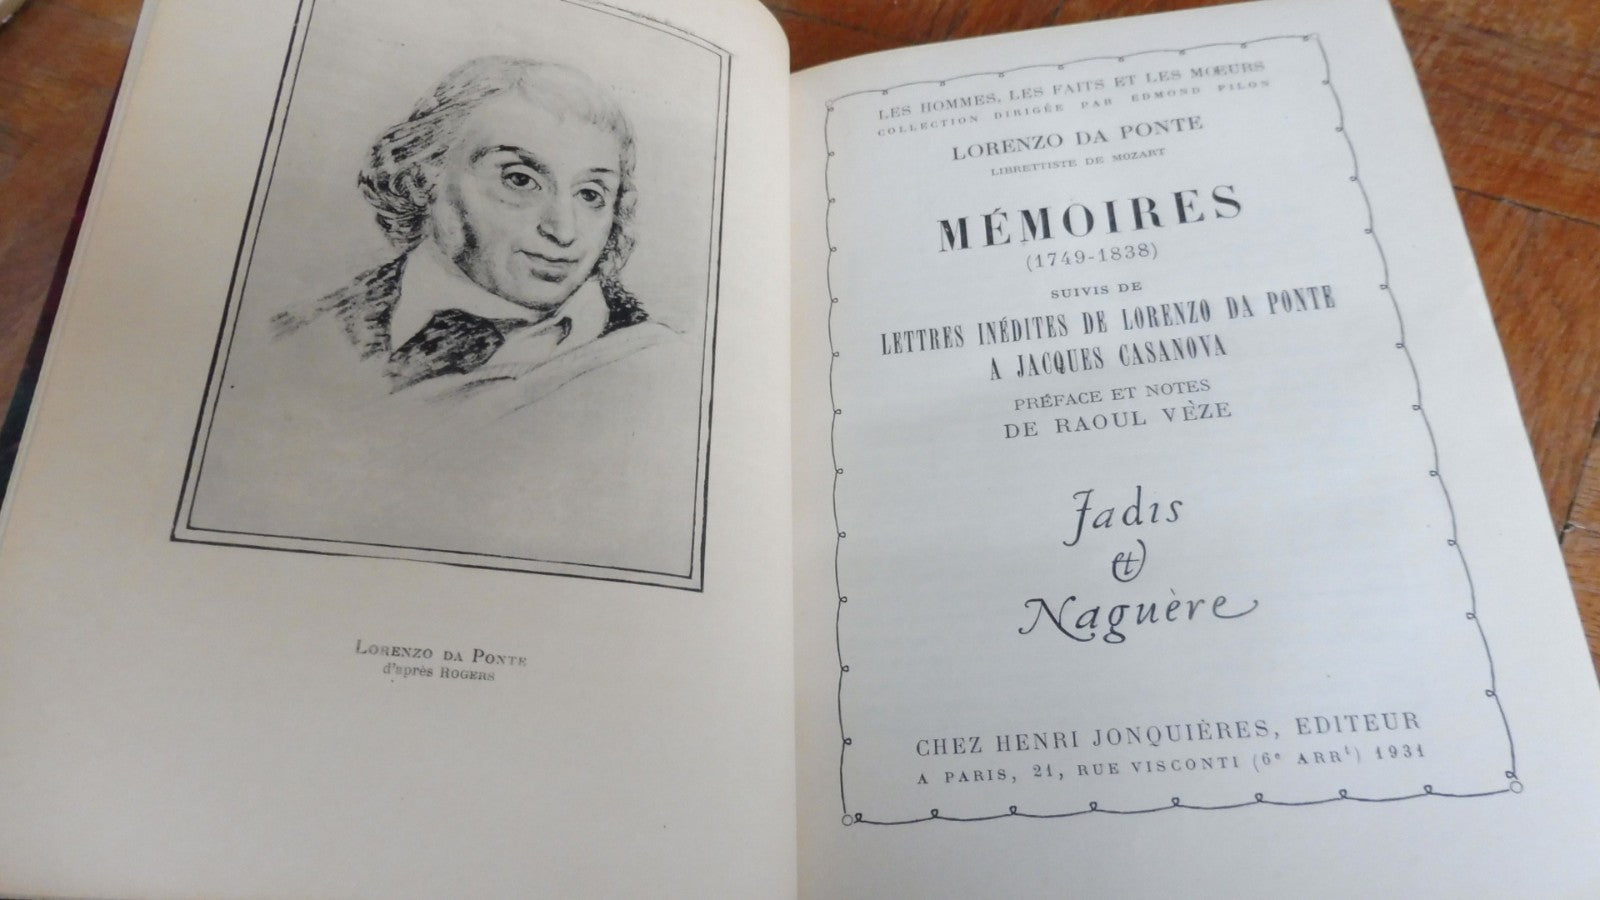 LORENZO DA PONTE
d'après ROGERS
LES HOMMES, LES FAITS ET LES MŒURS
COLLECTION DIRIGÉE PAR EDMOND PILON
LORENZO DA PONTE
LIBRETTISTE DE MOZART
MÉMOIRES
(1749-1838)
SUIVIS DE
LETTRES INÉDITES DE LORENZO DA PONTE
A JACQUES CASANOVA
PRÉFACE ET NOTES
DE RAOUL VÈZE
Jadis
&
Naguère
CHEZ HENRI JONQUIÈRES, EDITEUR
A PARIS, 21, RUE VISCONTI (6e ARRt) 1931